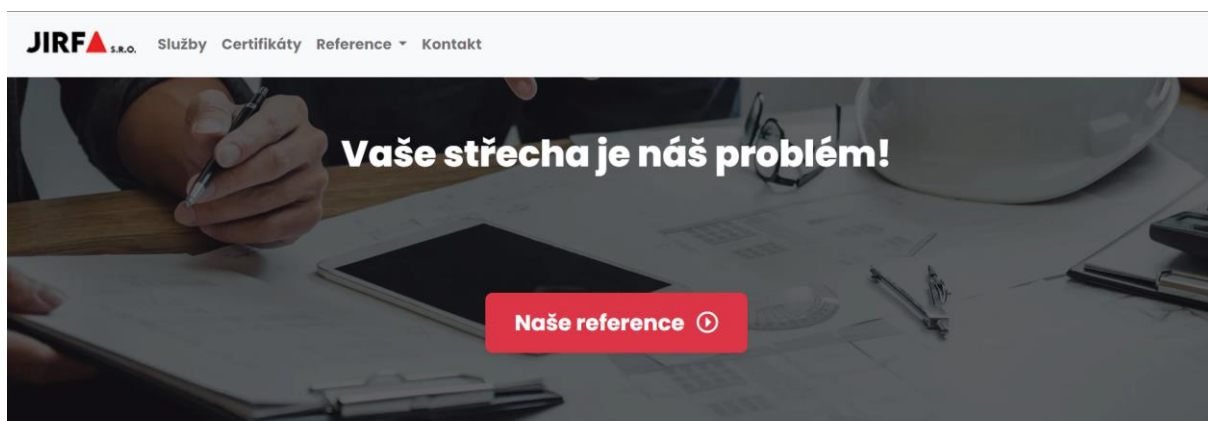 JIRFA S.R.O. Služby Certifikáty Reference Kontakt
Vaše střecha je náš problém!
Naše reference